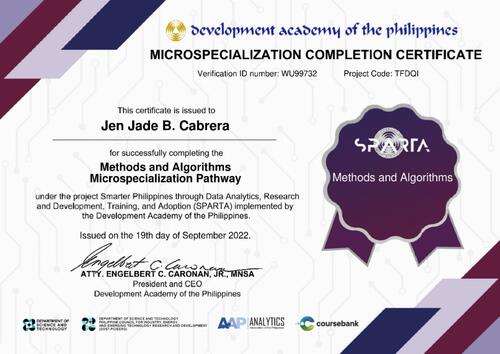 development academy of the philippines
MICROSPECIALIZATION COMPLETION CERTIFICATE
Verification ID number: WU99732 Project Code: TFDQI
This certificate is issued to
Jen Jade B. Cabrera
for successfully completing the
Methods and Algorithms
Microspecialization Pathway
under the project Smarter Philippines through Data Analytics, Research
and Development, Training, and Adoption (SPARTA) implemented by
the Development Academy of the Philippines.
Issued on the 19th day of September 2022.
Engelbert C. Caronan
ATTY. ENGELBERT C. CARONAN, JR., MNSA
President and CEO
Development Academy of the Philippines
SPARTA
Methods and Algorithms
DEPARTMENT OF
SCIENCE AND
TECHNOLOGY
DEPARTMENT OF SCIENCE AND TECHNOLOGY
PHILIPPINE COUNCIL FOR INDUSTRY, ENERGY
AND EMERGING TECHNOLOGY RESEARCH AND DEVELOPMENT
(DOST-PCIEERD)
AAP ANALYTICS
coursebank